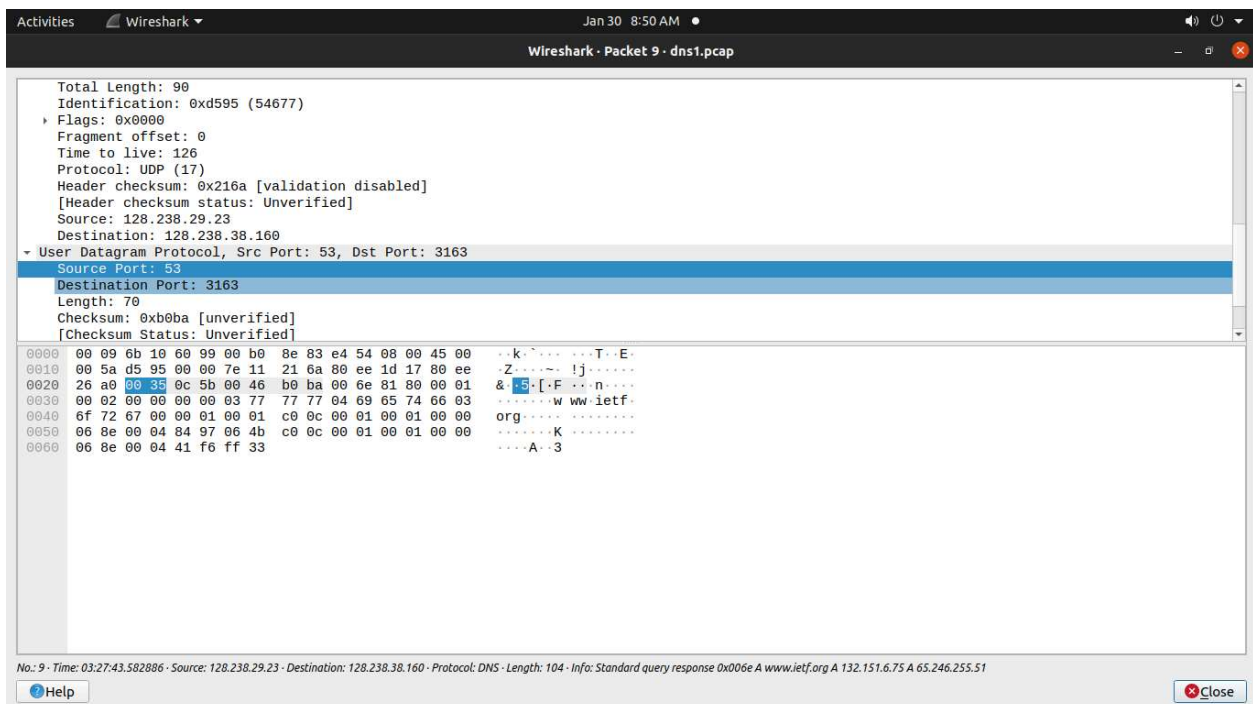 Activities Wireshark Jan 30 8:50 AM
Wireshark · Packet 9 · dns1.pcap
Total Length: 90
Identification: 0xd595 (54677)
Flags: 0x0000
Fragment offset: 0
Time to live: 126
Protocol: UDP (17)
Header checksum: 0x216a [validation disabled]
[Header checksum status: Unverified]
Source: 128.238.29.23
Destination: 128.238.38.160
User Datagram Protocol, Src Port: 53, Dst Port: 3163
Source Port: 53
Destination Port: 3163
Length: 70
Checksum: 0xb0ba [unverified]
[Checksum Status: Unverified]
0000 00 09 6b 10 60 99 00 b0 8e 83 e4 54 08 00 45 00 ··k·`··· ···T··E·
0010 00 5a d5 95 00 00 7e 11 21 6a 80 ee 1d 17 80 ee ·Z····~· !j······
0020 26 a0 00 35 0c 5b 00 46 b0 ba 00 6e 81 80 00 01 &··5·[·F ···n····
0030 00 02 00 00 00 00 03 77 77 77 04 69 65 74 66 03 ·······w ww·ietf·
0040 6f 72 67 00 00 01 00 01 c0 0c 00 01 00 01 00 00 org····· ········
0050 06 8e 00 04 84 97 06 4b c0 0c 00 01 00 01 00 00 ·······K ········
0060 06 8e 00 04 41 f6 ff 33 ····A··3
No.: 9 · Time: 03:27:43.582886 · Source: 128.238.29.23 · Destination: 128.238.38.160 · Protocol: DNS · Length: 104 · Info: Standard query response 0x006e A www.ietf.org A 132.151.6.75 A 65.246.255.51
Help Close